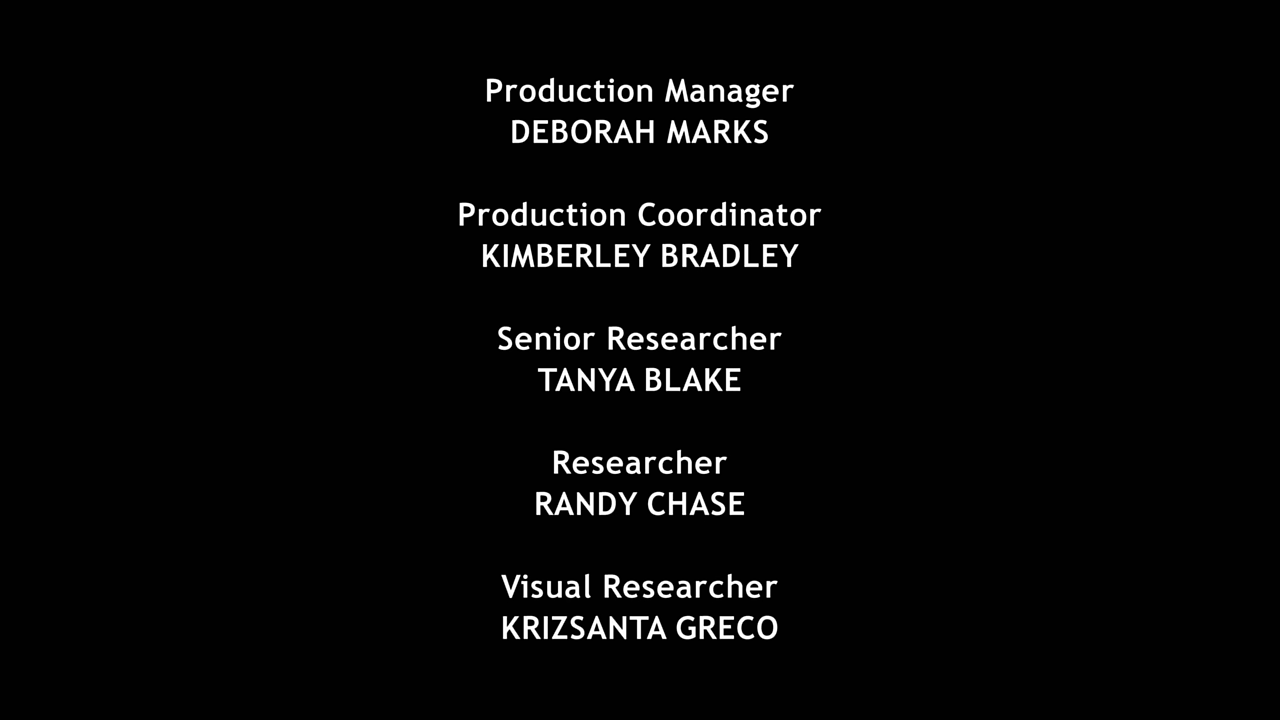 Production Manager
DEBORAH MARKS
Production Coordinator
KIMBERLEY BRADLEY
Senior Researcher
TANYA BLAKE
Researcher
RANDY CHASE
Visual Researcher
KRIZSANTA GRECO